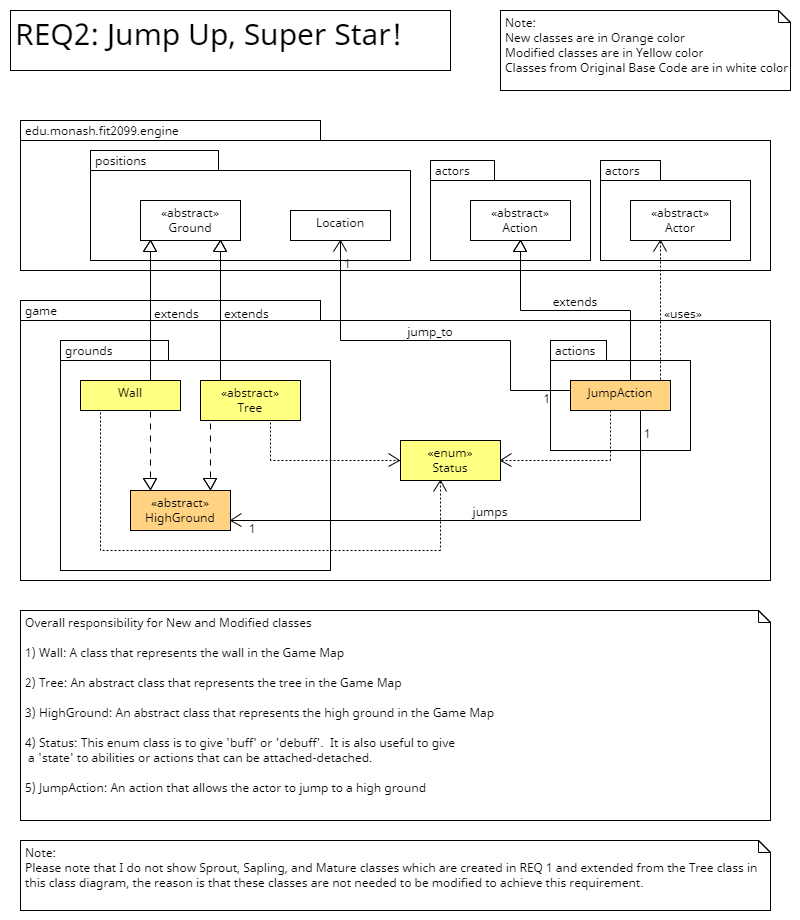 REQ2: Jump Up, Super Star!
Note:
New classes are in Orange color
Modified classes are in Yellow color
Classes from Original Base Code are in white color
edu.monash.fit2099.engine
positions
actors
actors
«abstract»
Ground
Location
«abstract»
Action
«abstract»
Actor
1
game
extends
extends
extends
«uses»
jump_to
grounds
actions
Wall
«abstract»
Tree
JumpAction
1
1
«enum»
Status
«abstract»
HighGround
jumps
1
Overall responsibility for New and Modified classes
1) Wall: A class that represents the wall in the Game Map
2) Tree: An abstract class that represents the tree in the Game Map
3) HighGround: An abstract class that represents the high ground in the Game Map
4) Status: This enum class is to give 'buff' or 'debuff'. It is also useful to give
a 'state' to abilities or actions that can be attached-detached.
5) JumpAction: An action that allows the actor to jump to a high ground
Note:
Please note that I do not show Sprout, Sapling, and Mature classes which are created in REQ 1 and extended from the Tree class in
this class diagram, the reason is that these classes are not needed to be modified to achieve this requirement.